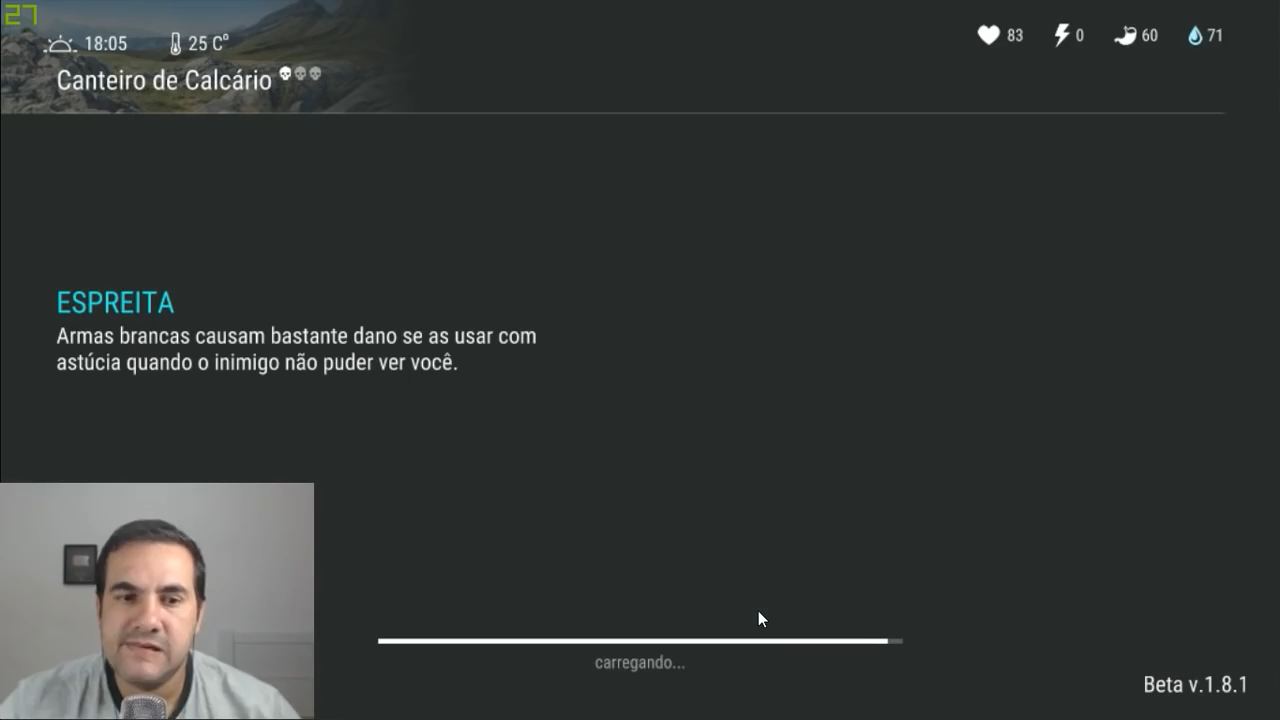 27
18:05 25 C°
83 0 60 71
Canteiro de Calcário
ESPREITA
Armas brancas causam bastante dano se as usar com
astúcia quando o inimigo não puder ver você.
carregando...
Beta v.1.8.1